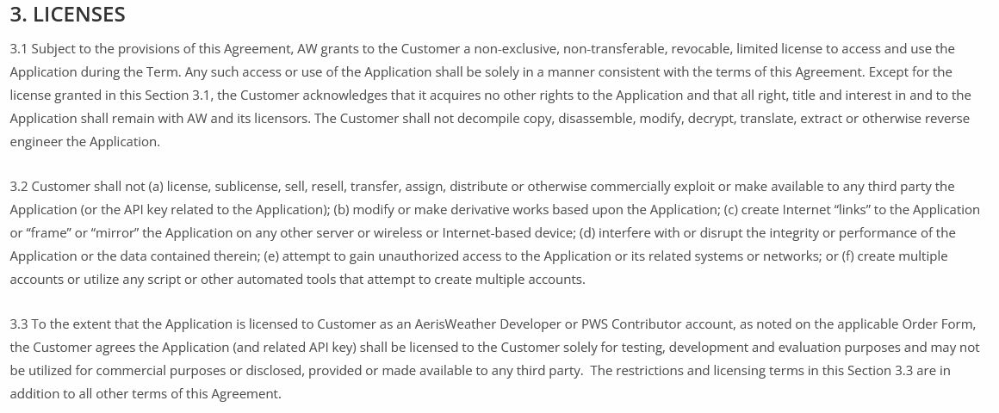 3. LICENSES
3.1 Subject to the provisions of this Agreement, AW grants to the Customer a non-exclusive, non-transferable, revocable, limited license to access and use the
Application during the Term. Any such access or use of the Application shall be solely in a manner consistent with the terms of this Agreement. Except for the
license granted in this Section 3.1, the Customer acknowledges that it acquires no other rights to the Application and that all right, title and interest in and to the
Application shall remain with AW and its licensors. The Customer shall not decompile copy, disassemble, modify, decrypt, translate, extract or otherwise reverse
engineer the Application.
3.2 Customer shall not (a) license, sublicense, sell, resell, transfer, assign, distribute or otherwise commercially exploit or make available to any third party the
Application (or the API key related to the Application); (b) modify or make derivative works based upon the Application; (c) create Internet “links” to the Application
or “frame” or “mirror” the Application on any other server or wireless or Internet-based device; (d) interfere with or disrupt the integrity or performance of the
Application or the data contained therein; (e) attempt to gain unauthorized access to the Application or its related systems or networks; or (f) create multiple
accounts or utilize any script or other automated tools that attempt to create multiple accounts.
3.3 To the extent that the Application is licensed to Customer as an AerisWeather Developer or PWS Contributor account, as noted on the applicable Order Form,
the Customer agrees the Application (and related API key) shall be licensed to the Customer solely for testing, development and evaluation purposes and may not
be utilized for commercial purposes or disclosed, provided or made available to any third party.  The restrictions and licensing terms in this Section 3.3 are in
addition to all other terms of this Agreement.